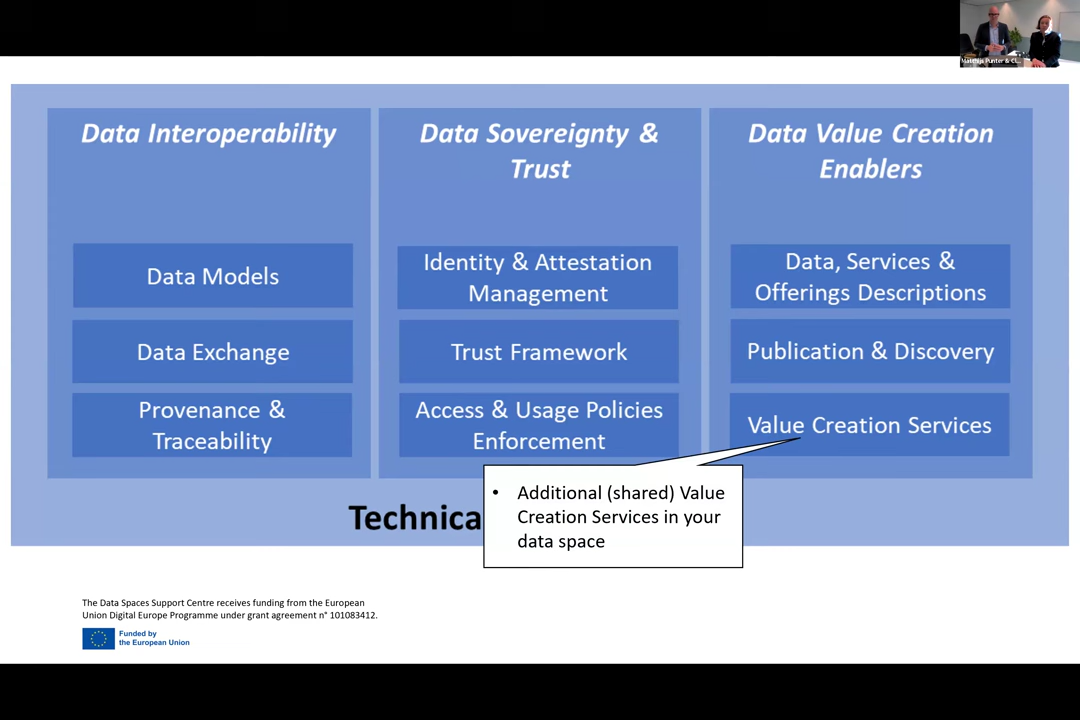 Matthijs Punter & Cl...
Data Interoperability
Data Models
Data Exchange
Provenance &
Traceability
Data Sovereignty &
Trust
Identity & Attestation
Management
Trust Framework
Access & Usage Policies
Enforcement
Data Value Creation
Enablers
Data, Services &
Offerings Descriptions
Publication & Discovery
Value Creation Services
Technica
• Additional (shared) Value
Creation Services in your
data space
The Data Spaces Support Centre receives funding from the European
Union Digital Europe Programme under grant agreement n° 101083412.
Funded by
the European Union